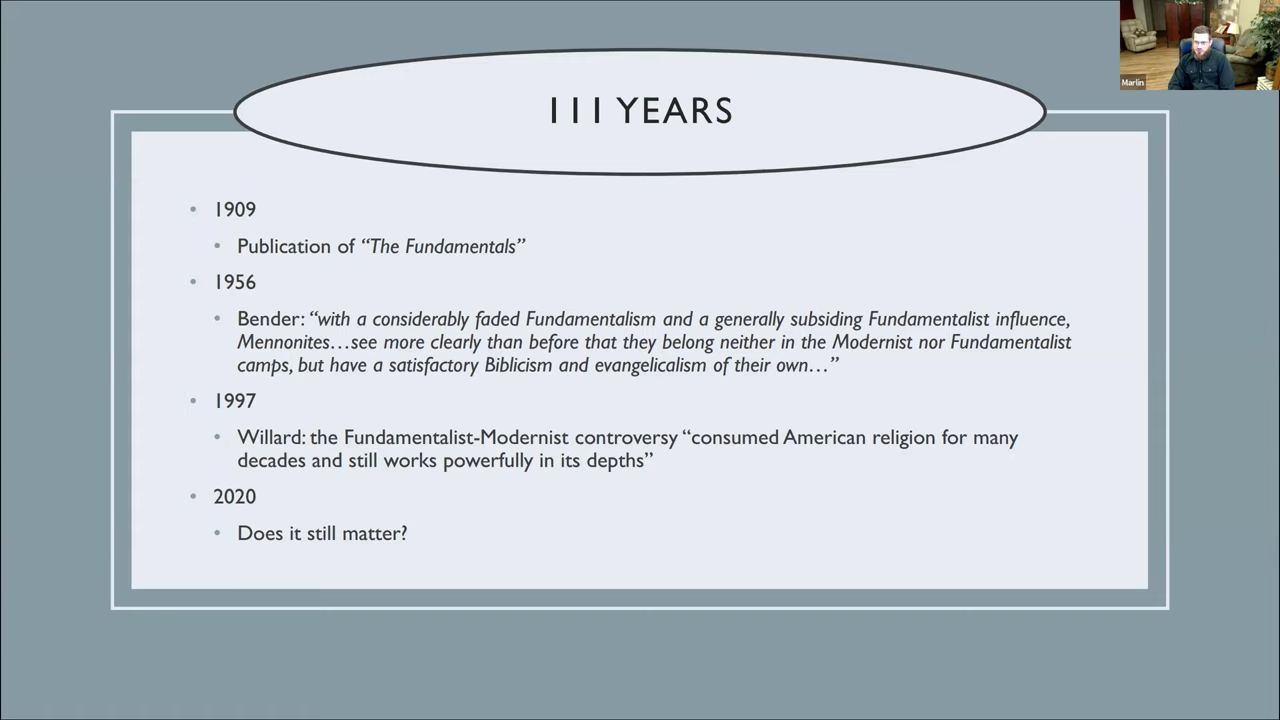 111 YEARS
Marlin
• 1909
• Publication of “The Fundamentals”
• 1956
• Bender: “with a considerably faded Fundamentalism and a generally subsiding Fundamentalist influence,
Mennonites…see more clearly than before that they belong neither in the Modernist nor Fundamentalist
camps, but have a satisfactory Biblicism and evangelicalism of their own…”
• 1997
• Willard: the Fundamentalist-Modernist controversy “consumed American religion for many
decades and still works powerfully in its depths”
• 2020
• Does it still matter?